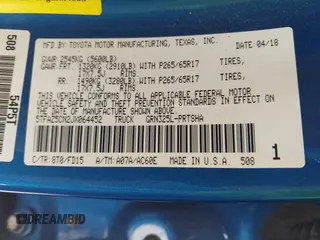 MFD BY: TOYOTA MOTOR MANUFACTURING, TEXAS, INC. DATE: 04/18
GVWR 2545KG (5600LB)
GAWR FRT. 1320KG (2910LB) WITH P265/65R17 TIRES,
17X7.5J RIMS
RR. 1490KG (3280LB) WITH P265/65R17 TIRES,
17X7.5J RIMS
THIS VEHICLE CONFORMS TO ALL APPLICABLE FEDERAL MOTOR
VEHICLE SAFETY AND THEFT PREVENTION STANDARDS IN EFFECT ON
THE DATE OF MANUFACTURE SHOWN ABOVE.
5TFAZ5CN2JX064452 TRUCK GRN325L-PRTSHA
C/TR 8T0/FD15 A/TM: A07A/AC60E MADE IN U.S.A. 508 1
508
DREAMBID